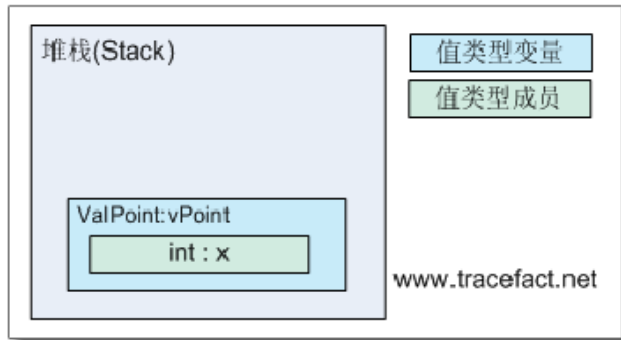 堆栈(Stack)
值类型变量
值类型成员
ValPoint:vPoint
int : x
www.tracefact.net